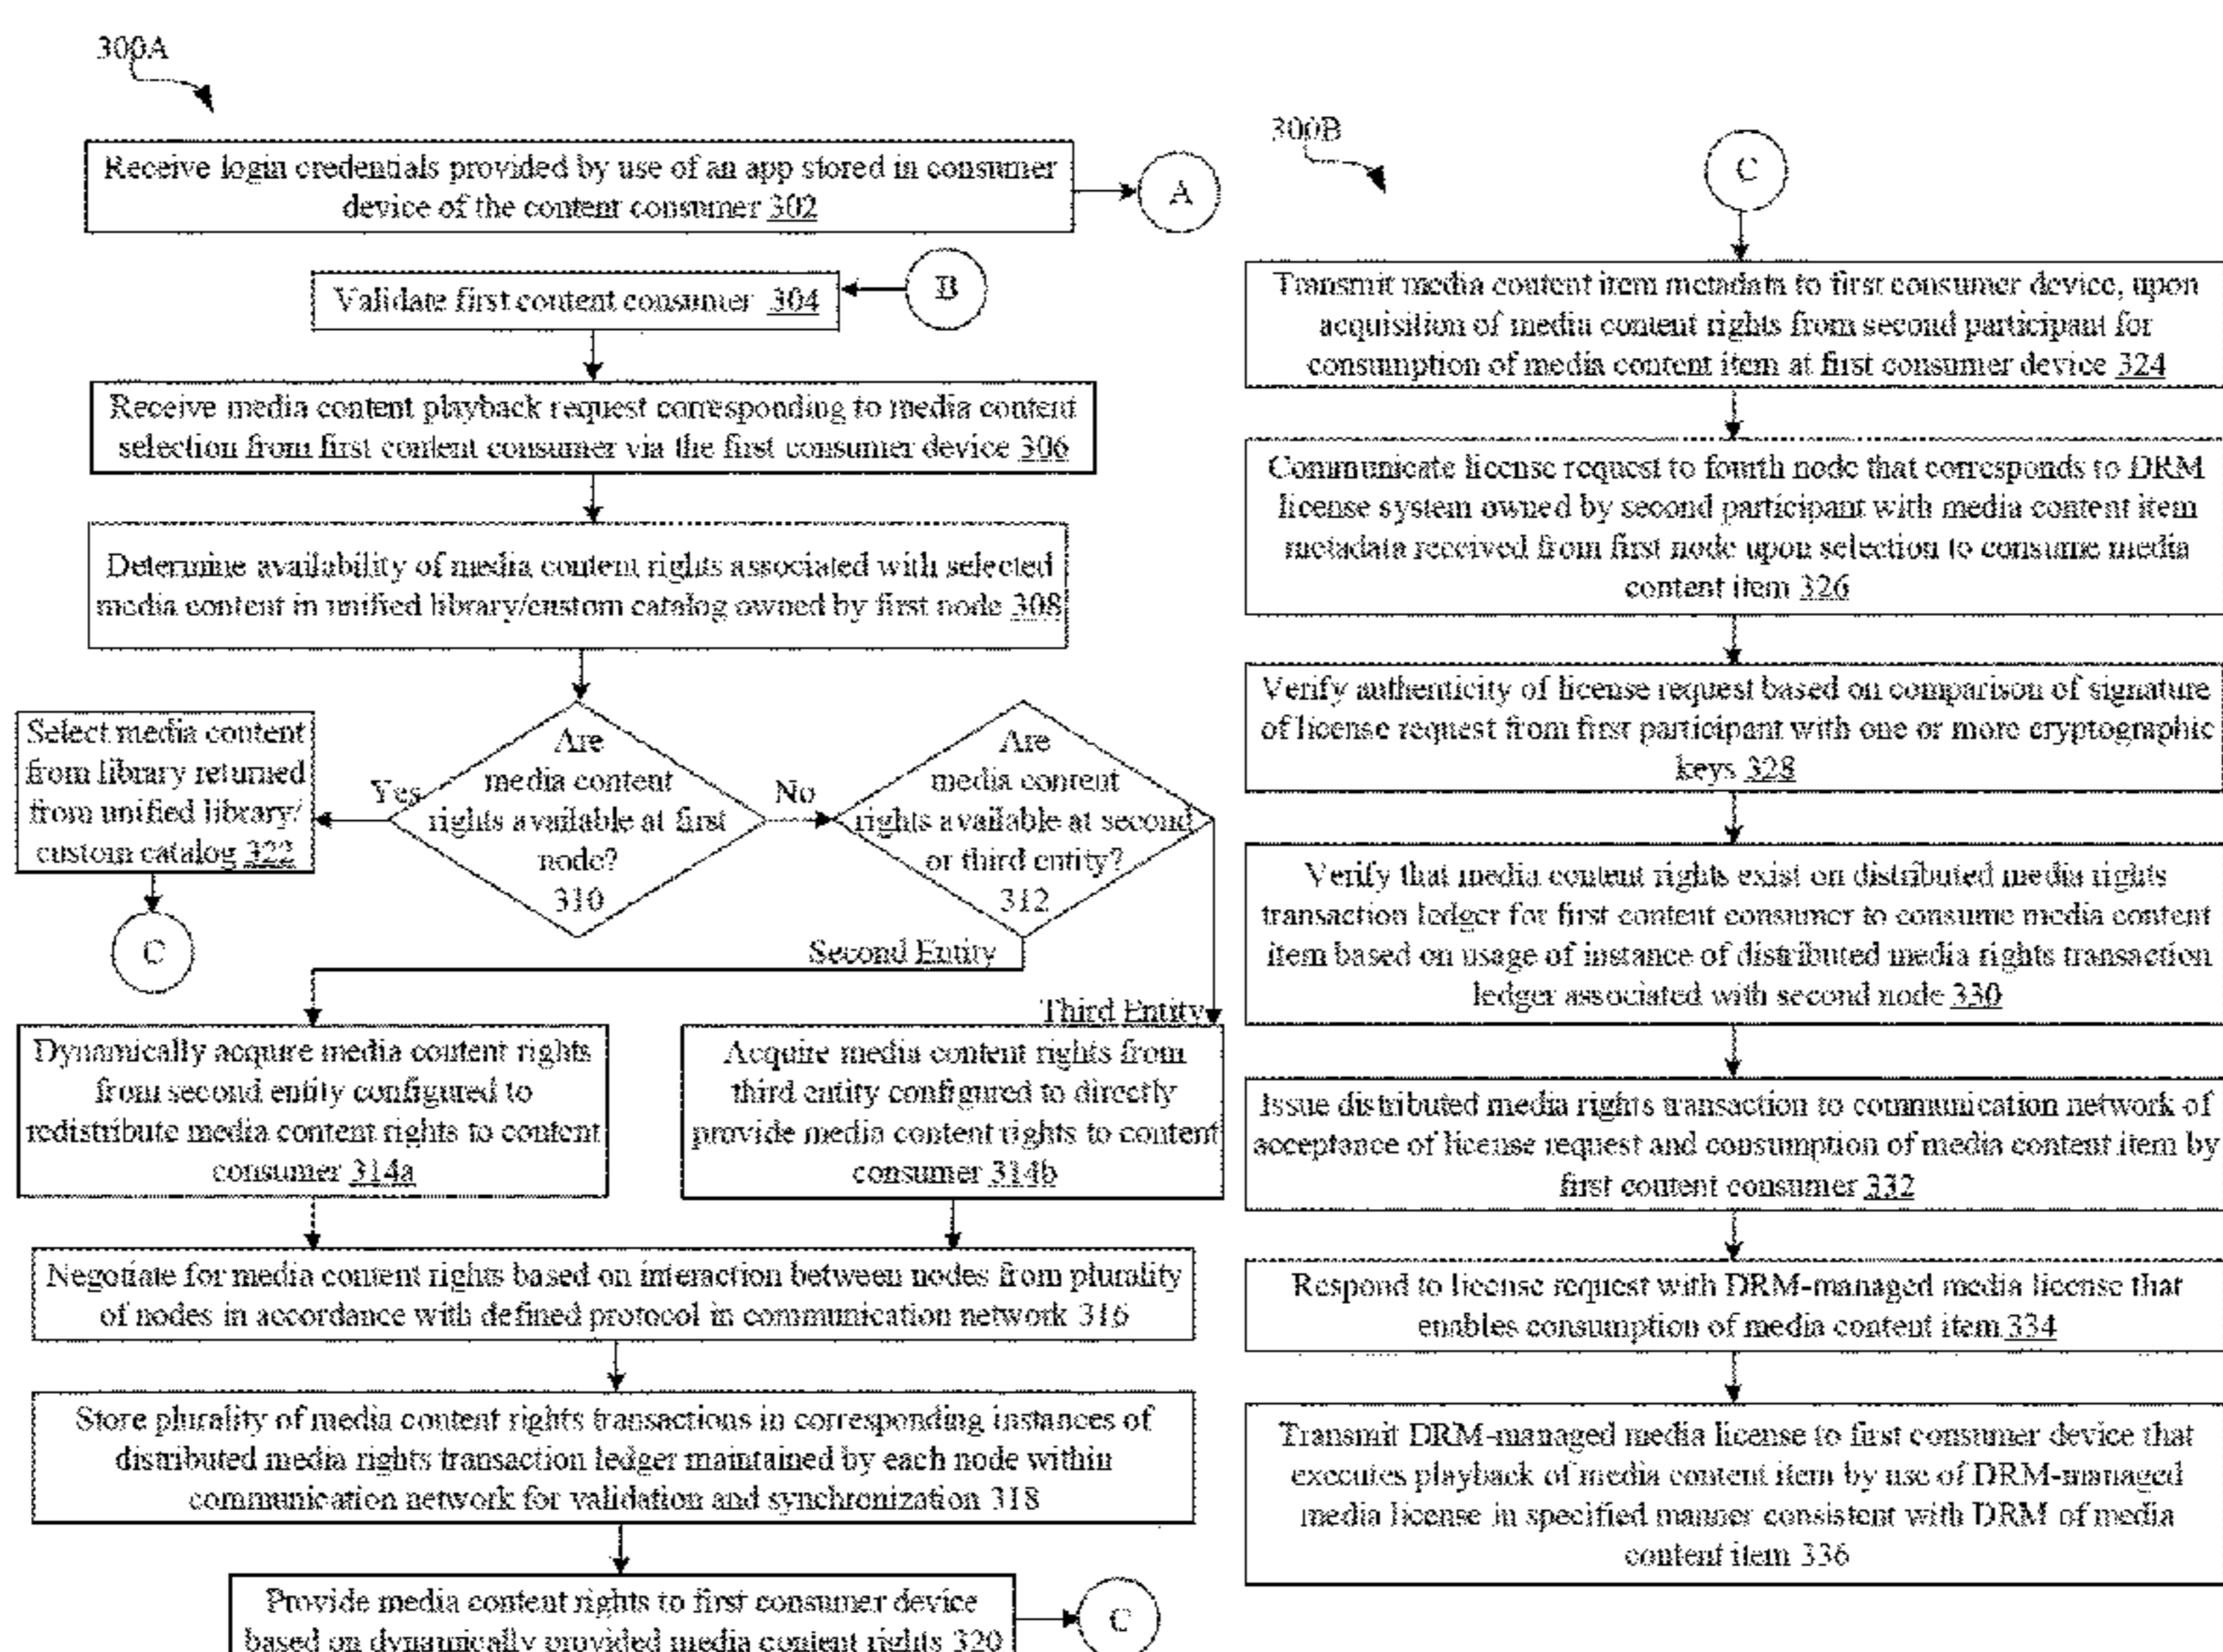 300A
Receive login credentials provided by use of an app stored in consumer
device of the content consumer 302
A
B
Validate first content consumer 304
Receive media content playback request corresponding to media content
selection from first content consumer via the first consumer device 306
Determine availability of media content rights associated with selected
media content in unified library/custom catalog owned by first node 308
Select media content
from library returned
from unified library/
custom catalog 322
C
Yes
Are
media content
rights available at first
node?
310
No
Are
media content
rights available at second
or third entity?
312
Second Entity
Third Entity
Dynamically acqure media content rights
from second entity configured to
redistribute media content rights to content
consumer 314a
Acquire media content rights from
third entity configured to directly
provide media content rights to content
consumer 314b
Negotiate for media content rights based on interaction between nodes from plurality
of nodes in accordance with defined protocol in communication network 316
Store plurality of media content rights transactions in corresponding instances of
distributed media rights transaction ledger maintained by each node within
communication network for validation and synchronization 318
Provide media content rights to first consumer device
based on dynamically provided media content rights 320
C
300B
C
Transmit media content item metadata to first consumer device, upon
acquisition of media content rights from second participant for
consumption of media content item at first consumer device 324
Communicate license request to fourth node that corresponds to DRM
license system owned by second participant with media content item
metadata received from first node upon selection to consume media
content item 326
Verify authenticity of license request based on comparison of signature
of license request from first participant with one or more cryptographic
keys 328
Verify that media content rights exist on distributed media rights
transaction ledger for first content consumer to consume media content
item based on usage of instance of distributed media rights transaction
ledger associated with second node 330
Issue distributed media rights transaction to communication network of
acceptance of license request and consumption of media content item by
first content consumer 332
Respond to license request with DRM-managed media license that
enables consumption of media content item 334
Transmit DRM-managed media license to first consumer device that
executes playback of media content item by use of DRM-managed
media license in specified manner consistent with DRM of media
content item 336